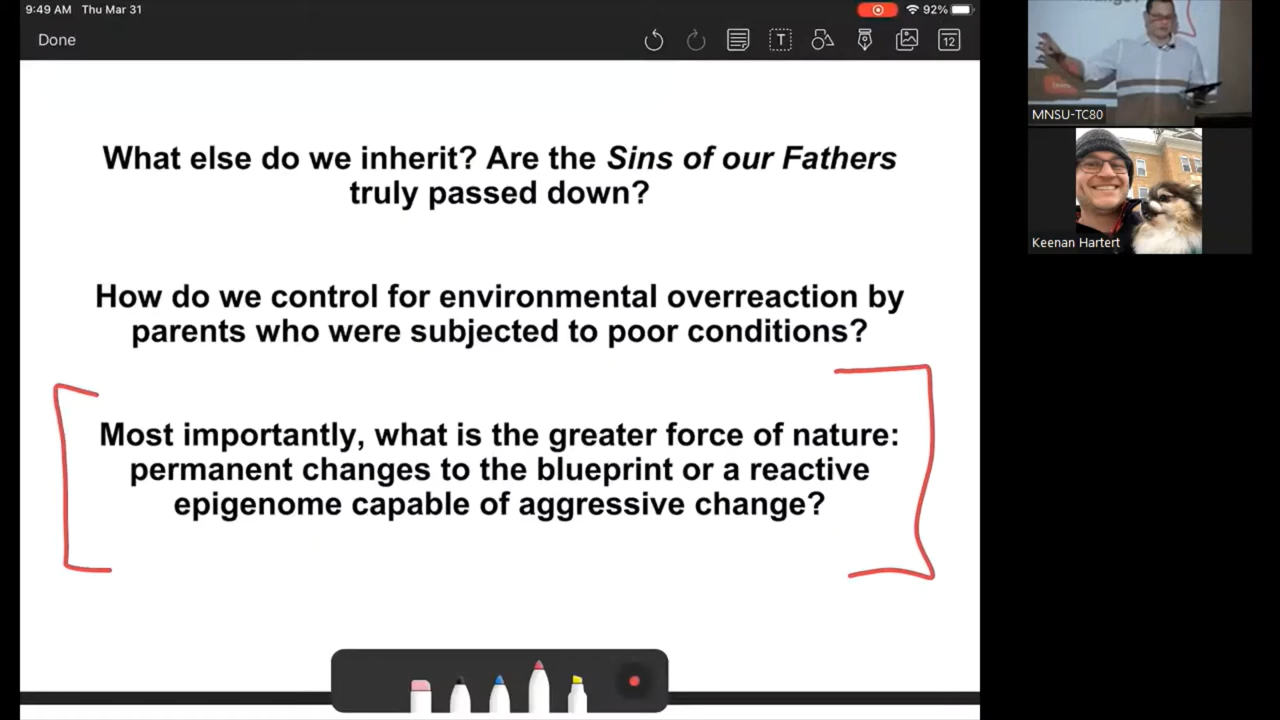 9:49 AM Thu Mar 31
92%
Done
T
12
What else do we inherit? Are the Sins of our Fathers
truly passed down?
How do we control for environmental overreaction by
parents who were subjected to poor conditions?
Most importantly, what is the greater force of nature:
permanent changes to the blueprint or a reactive
epigenome capable of aggressive change?
MNSU-TC80
Keenan Hartert